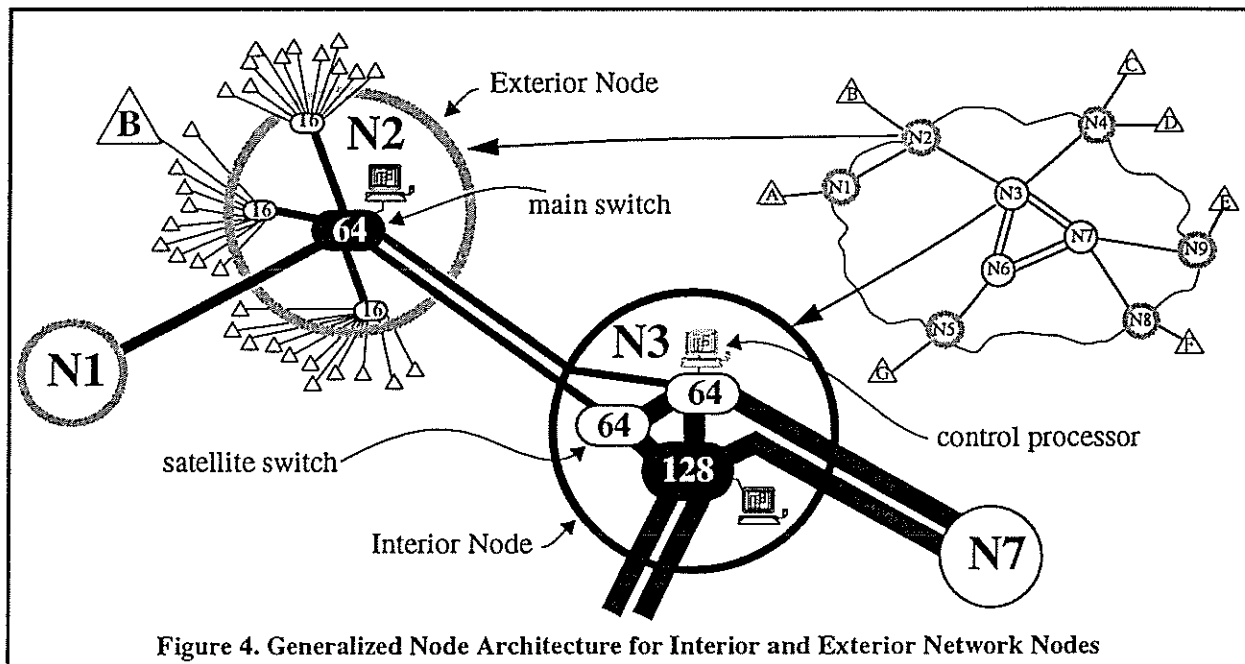 Exterior Node
B
16
N2
16
64
main switch
16
N1
N3
64
64
satellite switch
128
control processor
Interior Node
N7
C
B
N4
D
N2
N1
A
N3
E
N7
N9
N6
N5
N8
F
G
Figure 4. Generalized Node Architecture for Interior and Exterior Network Nodes